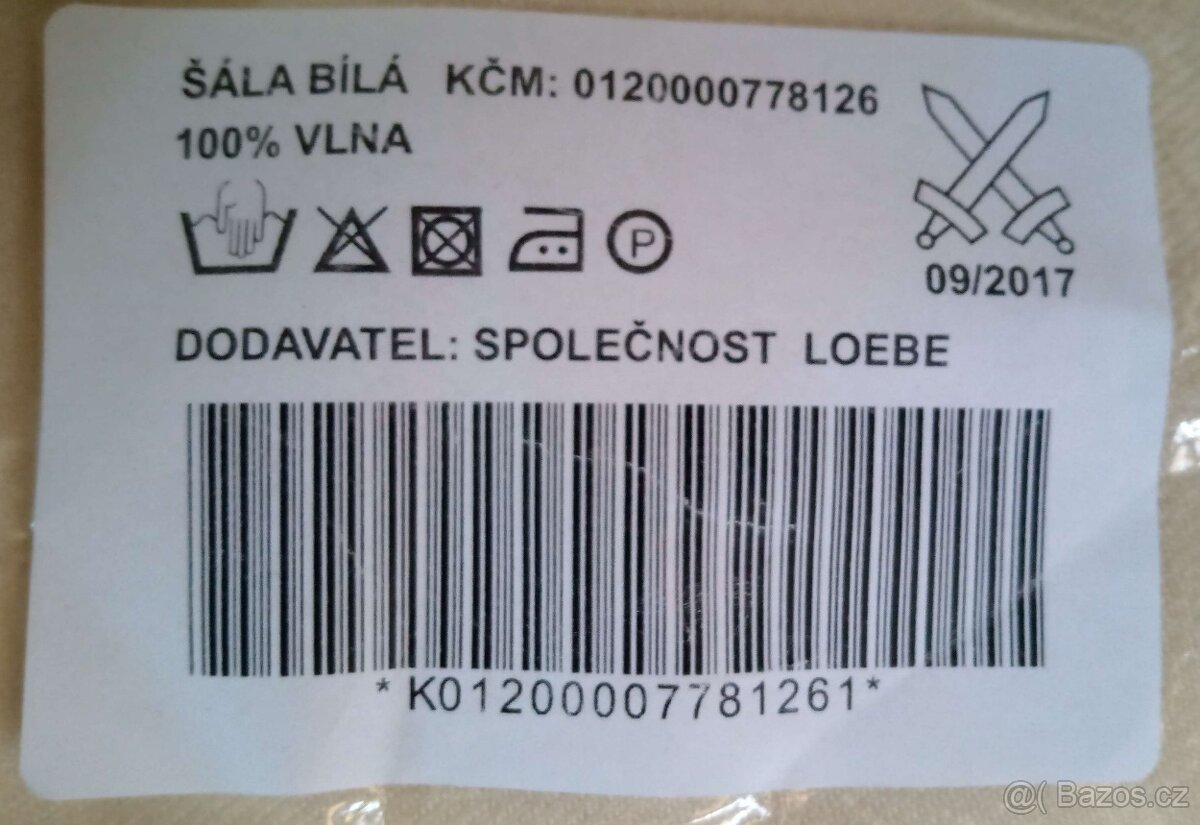 ŠÁLA BÍLÁ KČM: 0120000778126
100% VLNA
P
09/2017
DODAVATEL: SPOLEČNOST LOEBE
*K01200007781261*
@( Bazos.cz